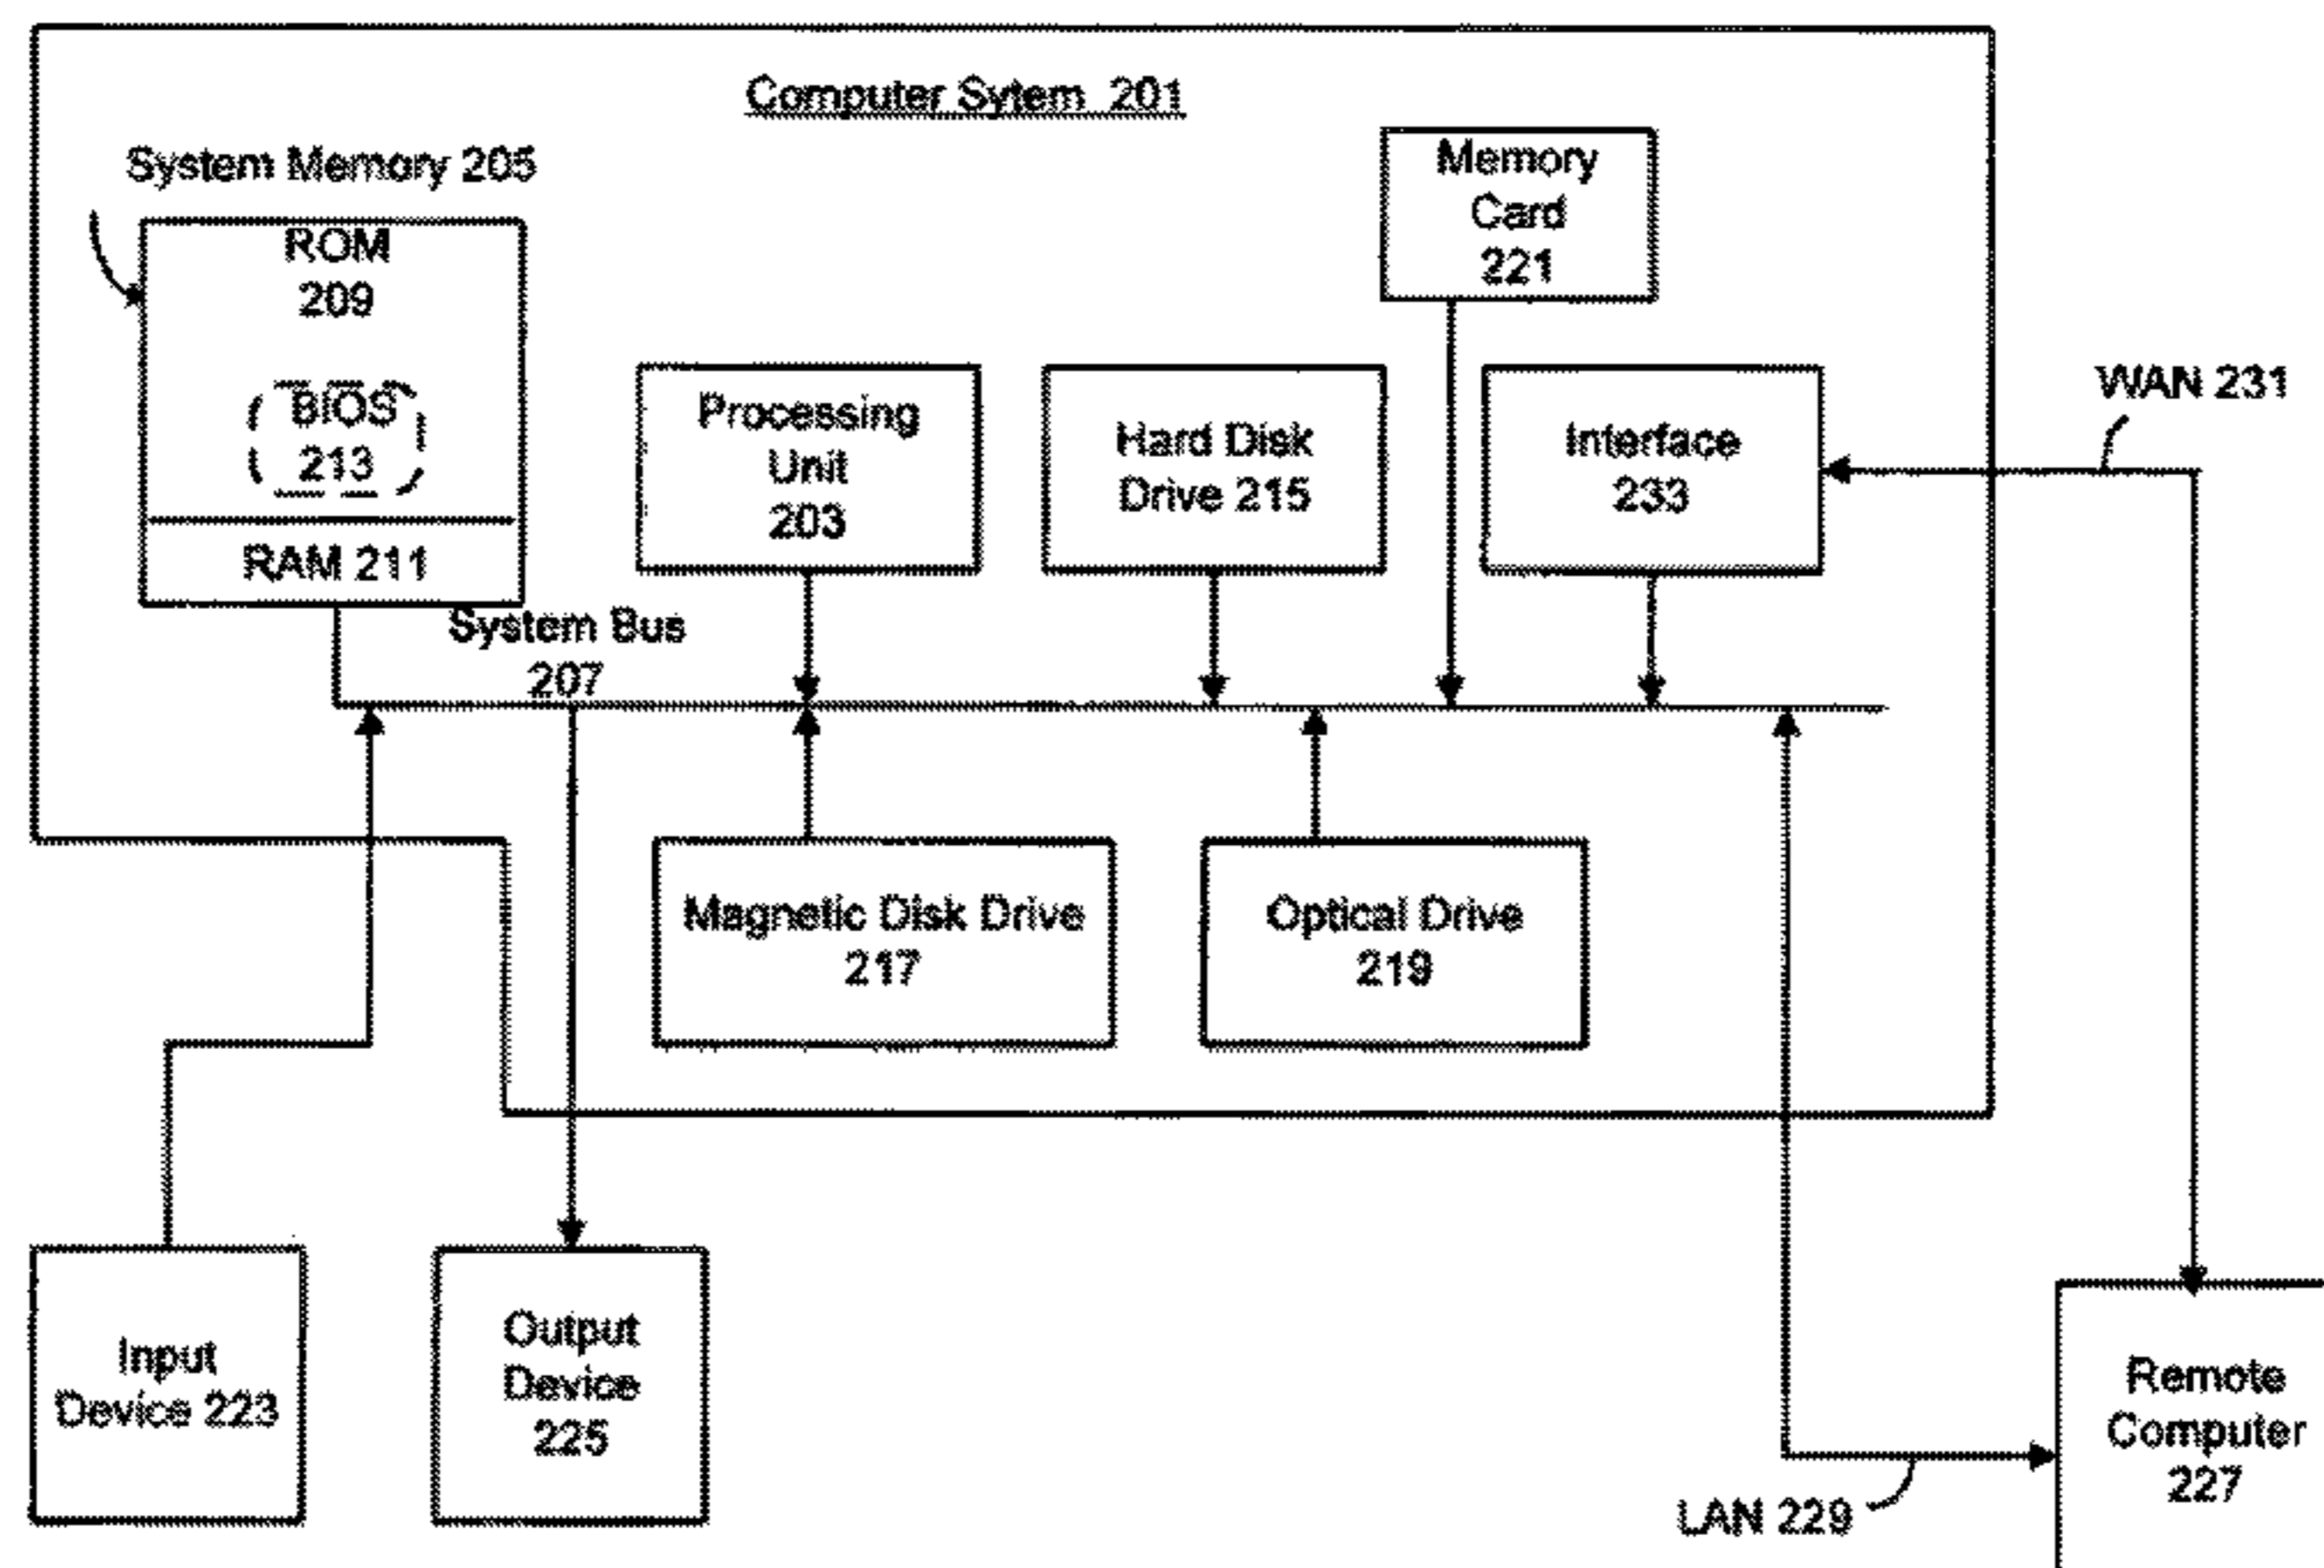 Computer Sytem 201
System Memory 205
ROM
209
BIOS
213
RAM 211
System Bus
207
Processing
Unit
203
Hard Disk
Drive 215
Memory
Card
221
Interface
233
WAN 231
Magnetic Disk Drive
217
Optical Drive
219
Input
Device 223
Output
Device
225
LAN 229
Remote
Computer
227